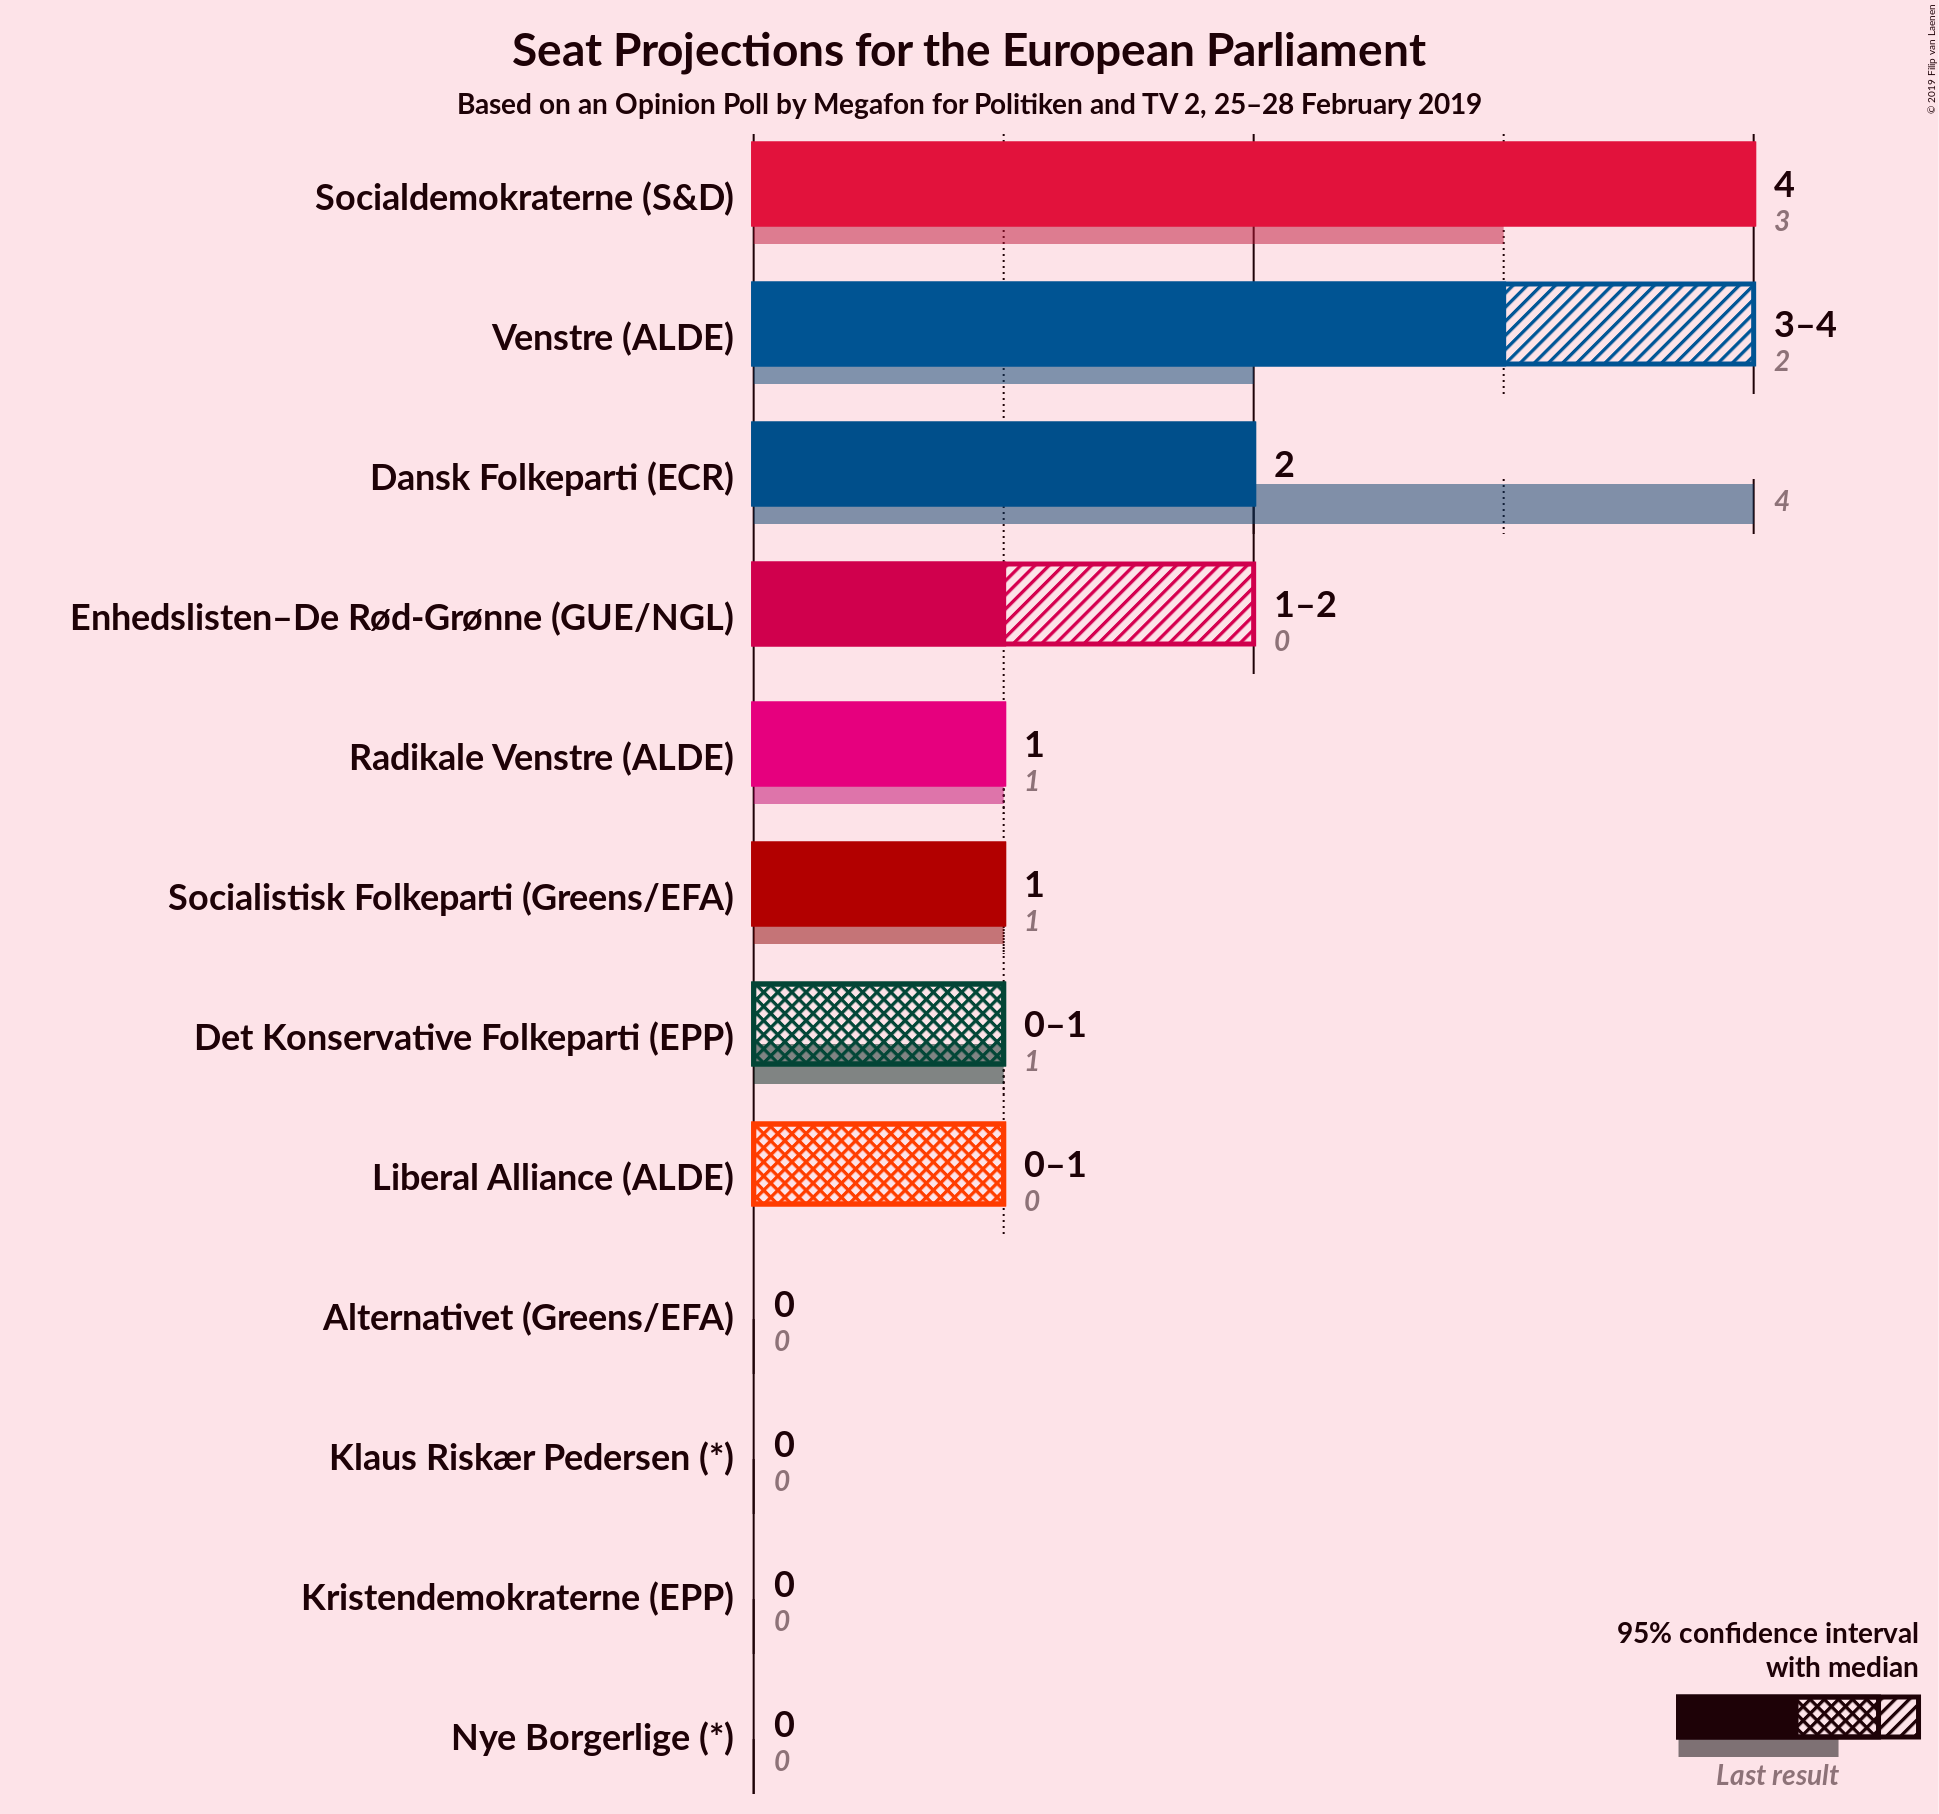 Seat Projections for the European Parliament
Based on an Opinion Poll by Megafon for Politiken and TV 2, 25–28 February 2019
© 2019 Filip van Laenen
Socialdemokraterne (S&D)
4
3
Venstre (ALDE)
3–4
2
Dansk Folkeparti (ECR)
2
4
Enhedslisten–De Rød-Grønne (GUE/NGL)
1–2
0
Radikale Venstre (ALDE)
1
1
Socialistisk Folkeparti (Greens/EFA)
1
1
Det Konservative Folkeparti (EPP)
0–1
1
Liberal Alliance (ALDE)
0–1
0
Alternativet (Greens/EFA)
0
0
Klaus Riskær Pedersen (*)
0
0
Kristendemokraterne (EPP)
0
0
Nye Borgerlige (*)
0
0
95% confidence interval
with median
Last result